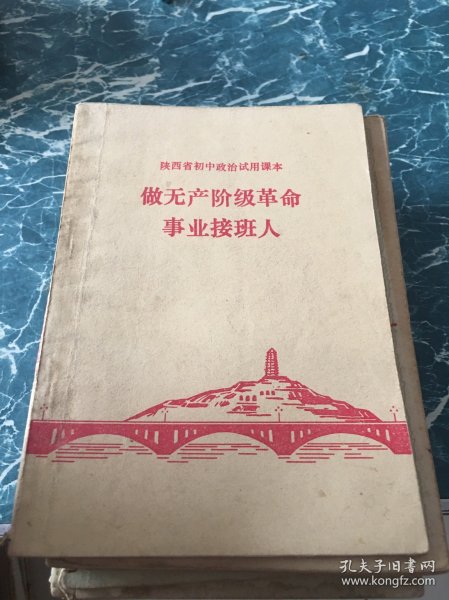 陕西省初中政治试用课本
做无产阶级革命
事业接班人
孔夫子旧书网
www.kongfz.com